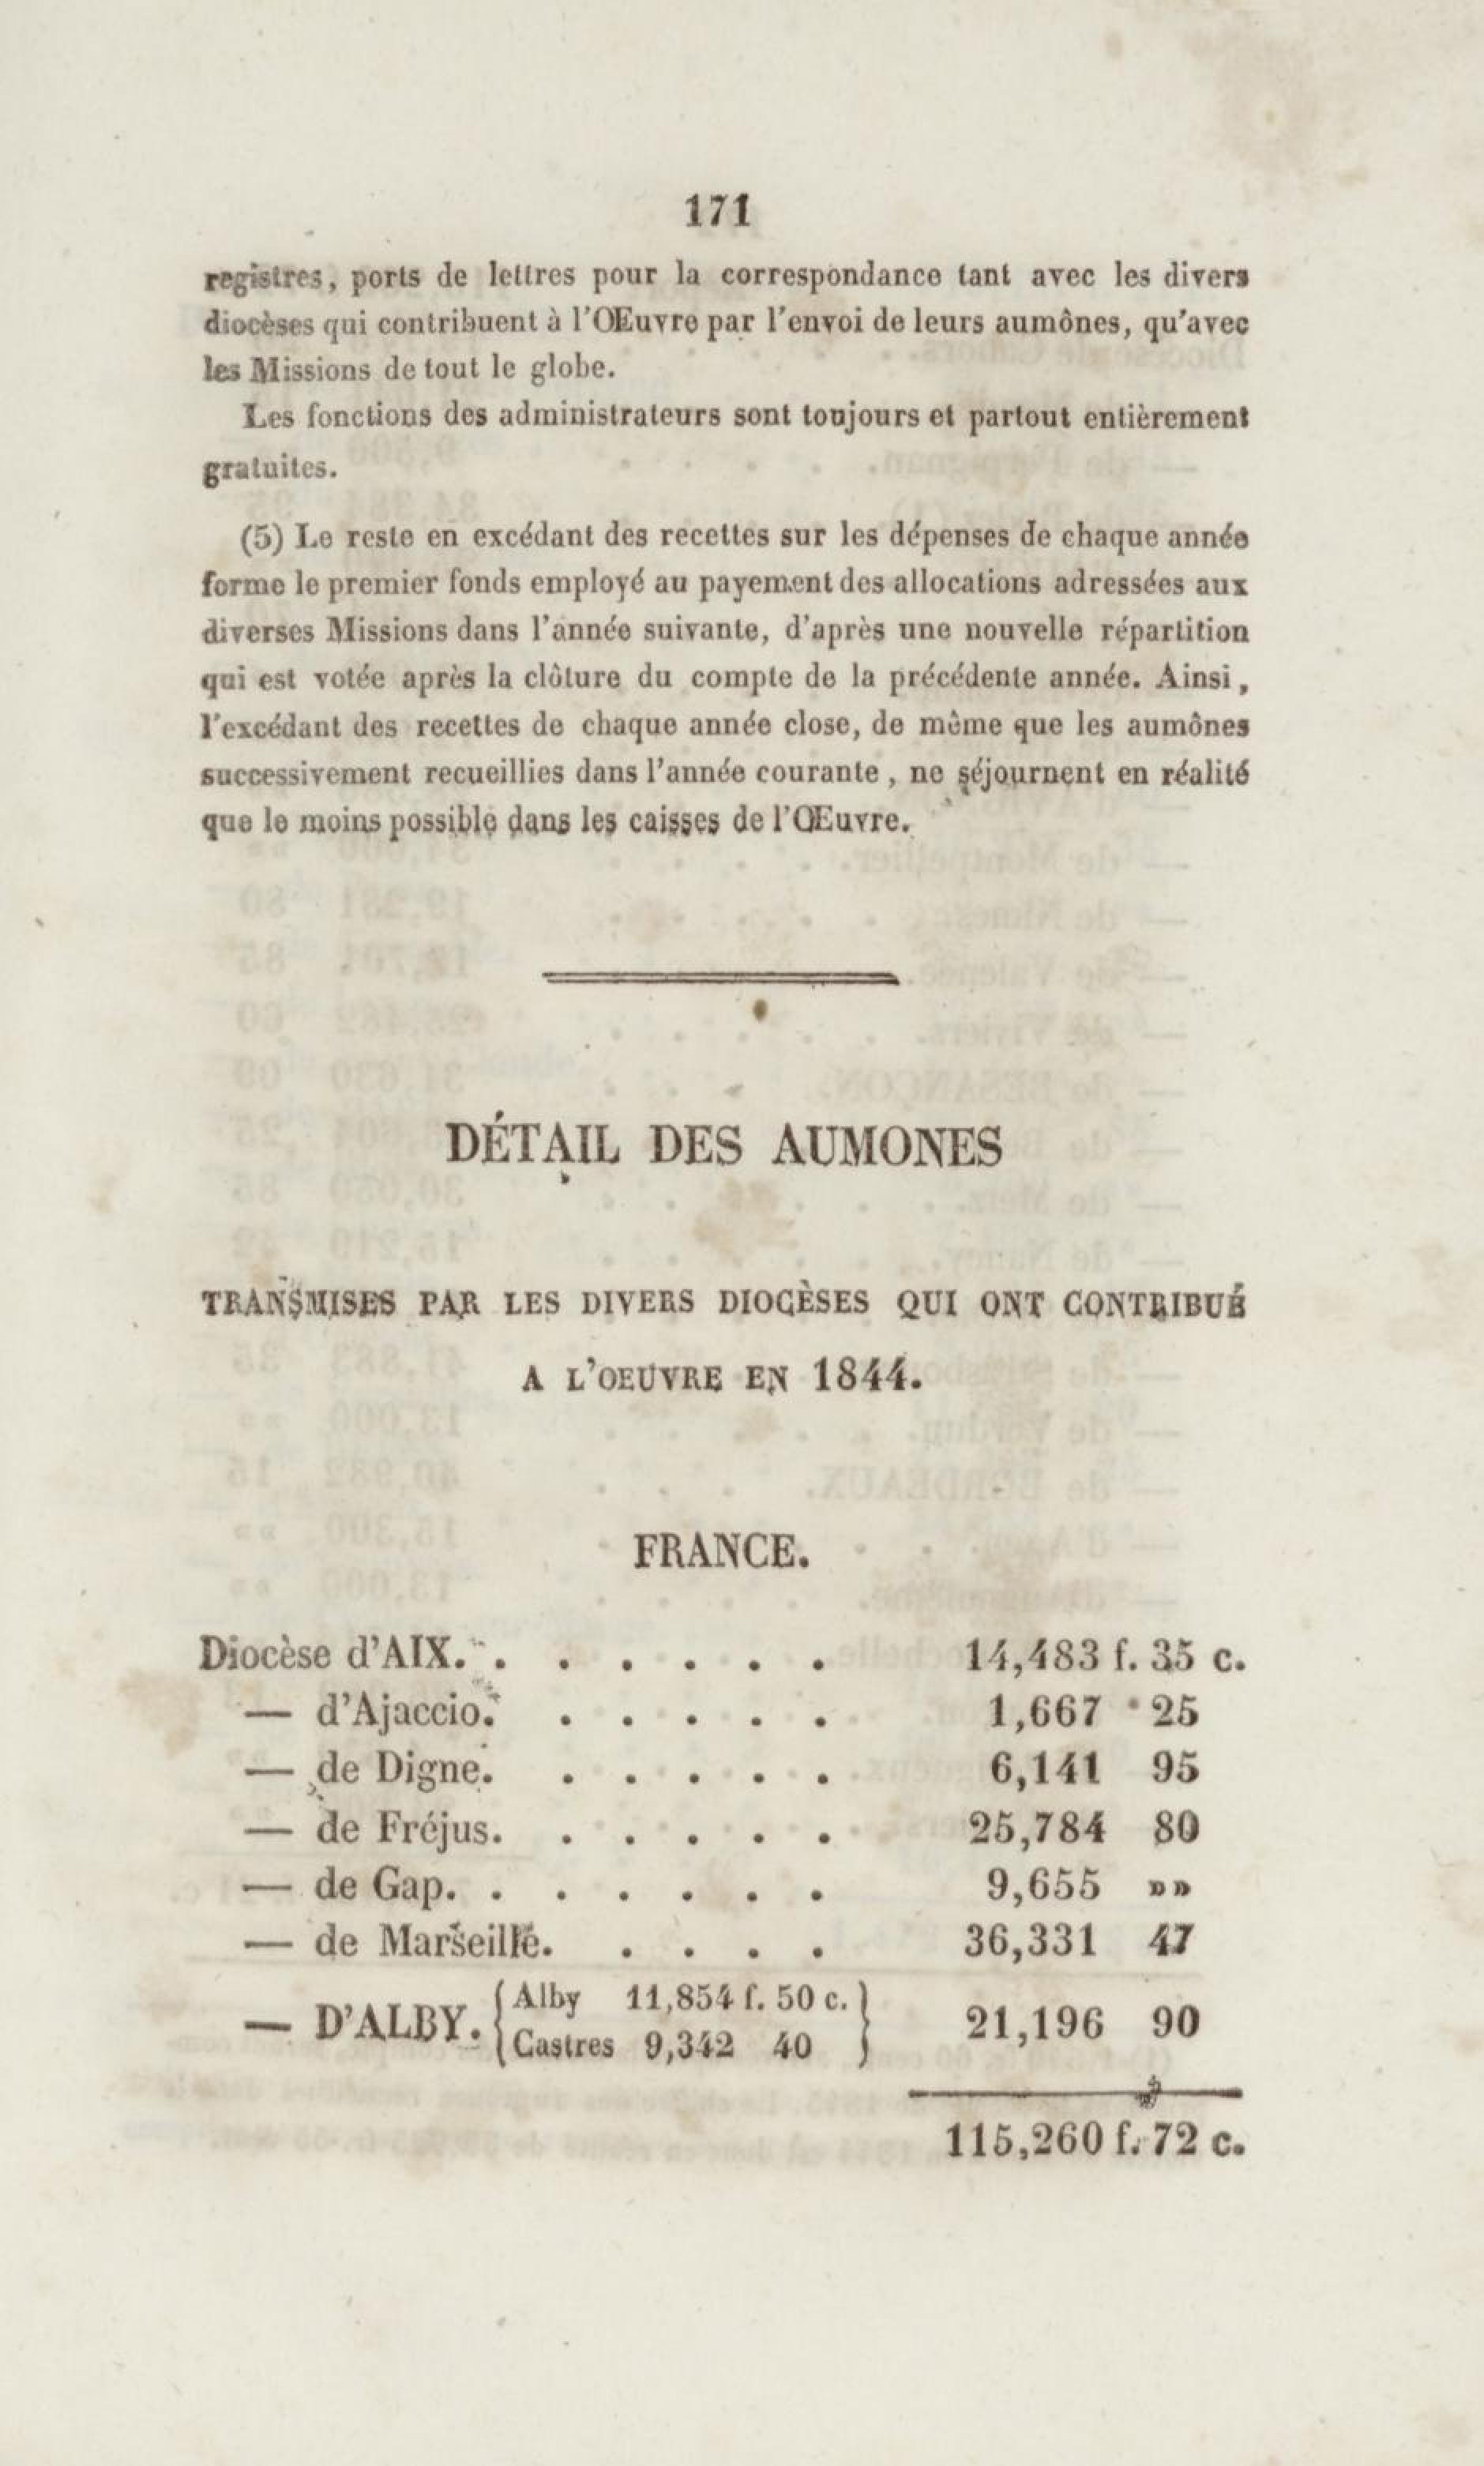 171
registres, ports de lettres pour la correspondance tant avec les divers
diocèses qui contribuent à l'OEuvre par l'envoi de leurs aumônes, qu'avec
les Missions de tout le globe.
Les fonctions des administrateurs sont toujours et partout entièrement
gratuites.
(5) Le reste en excédant des recettes sur les dépenses de chaque année
forme le premier fonds employé au payement des allocations adressées aux
diverses Missions dans l'année suivante, d'après une nouvelle répartition
qui est votée après la clôture du compte de la précédente année. Ainsi,
l'excédant des recettes de chaque année close, de même que les aumônes
successivement recueillies dans l'année courante, ne séjournent en réalité
que le moins possible dans les caisses de l'OEuvre.
DÉTAIL DES AUMONES
TRANSMISES PAR LES DIVERS DIOCÈSES QUI ONT CONTRIBUÉ
A L'OEUVRE EN 1844.
FRANCE.
Diocèse d'AIX. . . . . . . 14,483 f. 35 c.
— d'Ajaccio. . . . . . 1,667 25
— de Digne. . . . . . 6,141 95
— de Fréjus. . . . . . 25,784 80
— de Gap. . . . . . . 9,655 »»
— de Marseille. . . . . 36,331 47
— D'ALBY. { Alby 11,854 f. 50 c. } 21,196 90
Castres 9,342 40
115,260 f. 72 c.